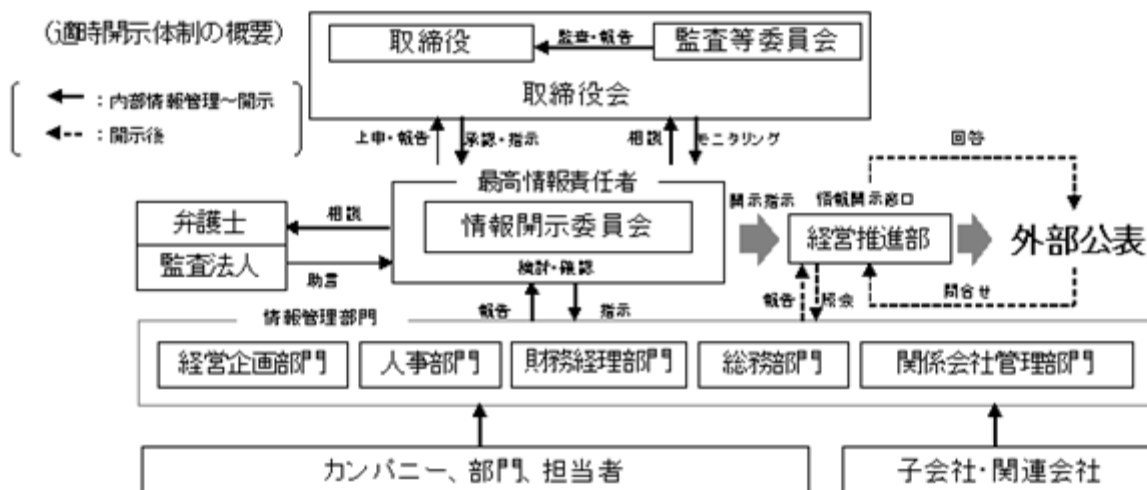 (適時開示体制の概要)
：内部情報管理～開示
：開示後
取締役
監査・報告
監査等委員会
取締役会
上申・報告
承認・指示
相談
モニタリング
回答
最高情報責任者
情報開示委員会
検討・確認
相談
弁護士
監査法人
助言
開示指示
情報開示窓口
経営推進部
外部公表
問合せ
報告
照会
報告
指示
情報管理部門
経営企画部門
人事部門
財務経理部門
総務部門
関係会社管理部門
カンパニー、部門、担当者
子会社・関連会社